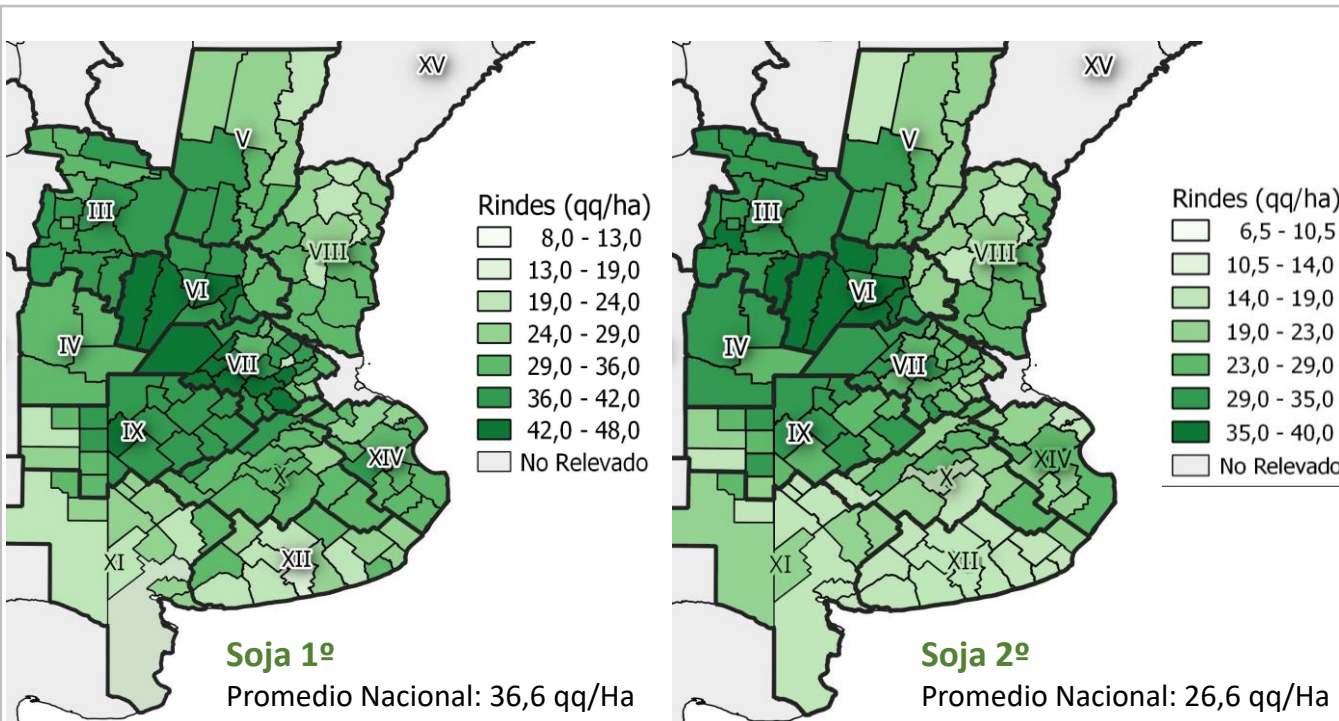 XV
V
III
VIII
VI
IV
VII
IX
XIV
X
XI
XII
Rindes (qq/ha)
8,0 - 13,0
13,0 - 19,0
19,0 - 24,0
24,0 - 29,0
29,0 - 36,0
36,0 - 42,0
42,0 - 48,0
No Relevado
Soja 1º
Promedio Nacional: 36,6 qq/Ha
XV
V
III
VIII
VI
IV
VII
IX
XIV
X
XI
XII
Rindes (qq/ha)
6,5 - 10,5
10,5 - 14,0
14,0 - 19,0
19,0 - 23,0
23,0 - 29,0
29,0 - 35,0
35,0 - 40,0
No Relevado
Soja 2º
Promedio Nacional: 26,6 qq/Ha